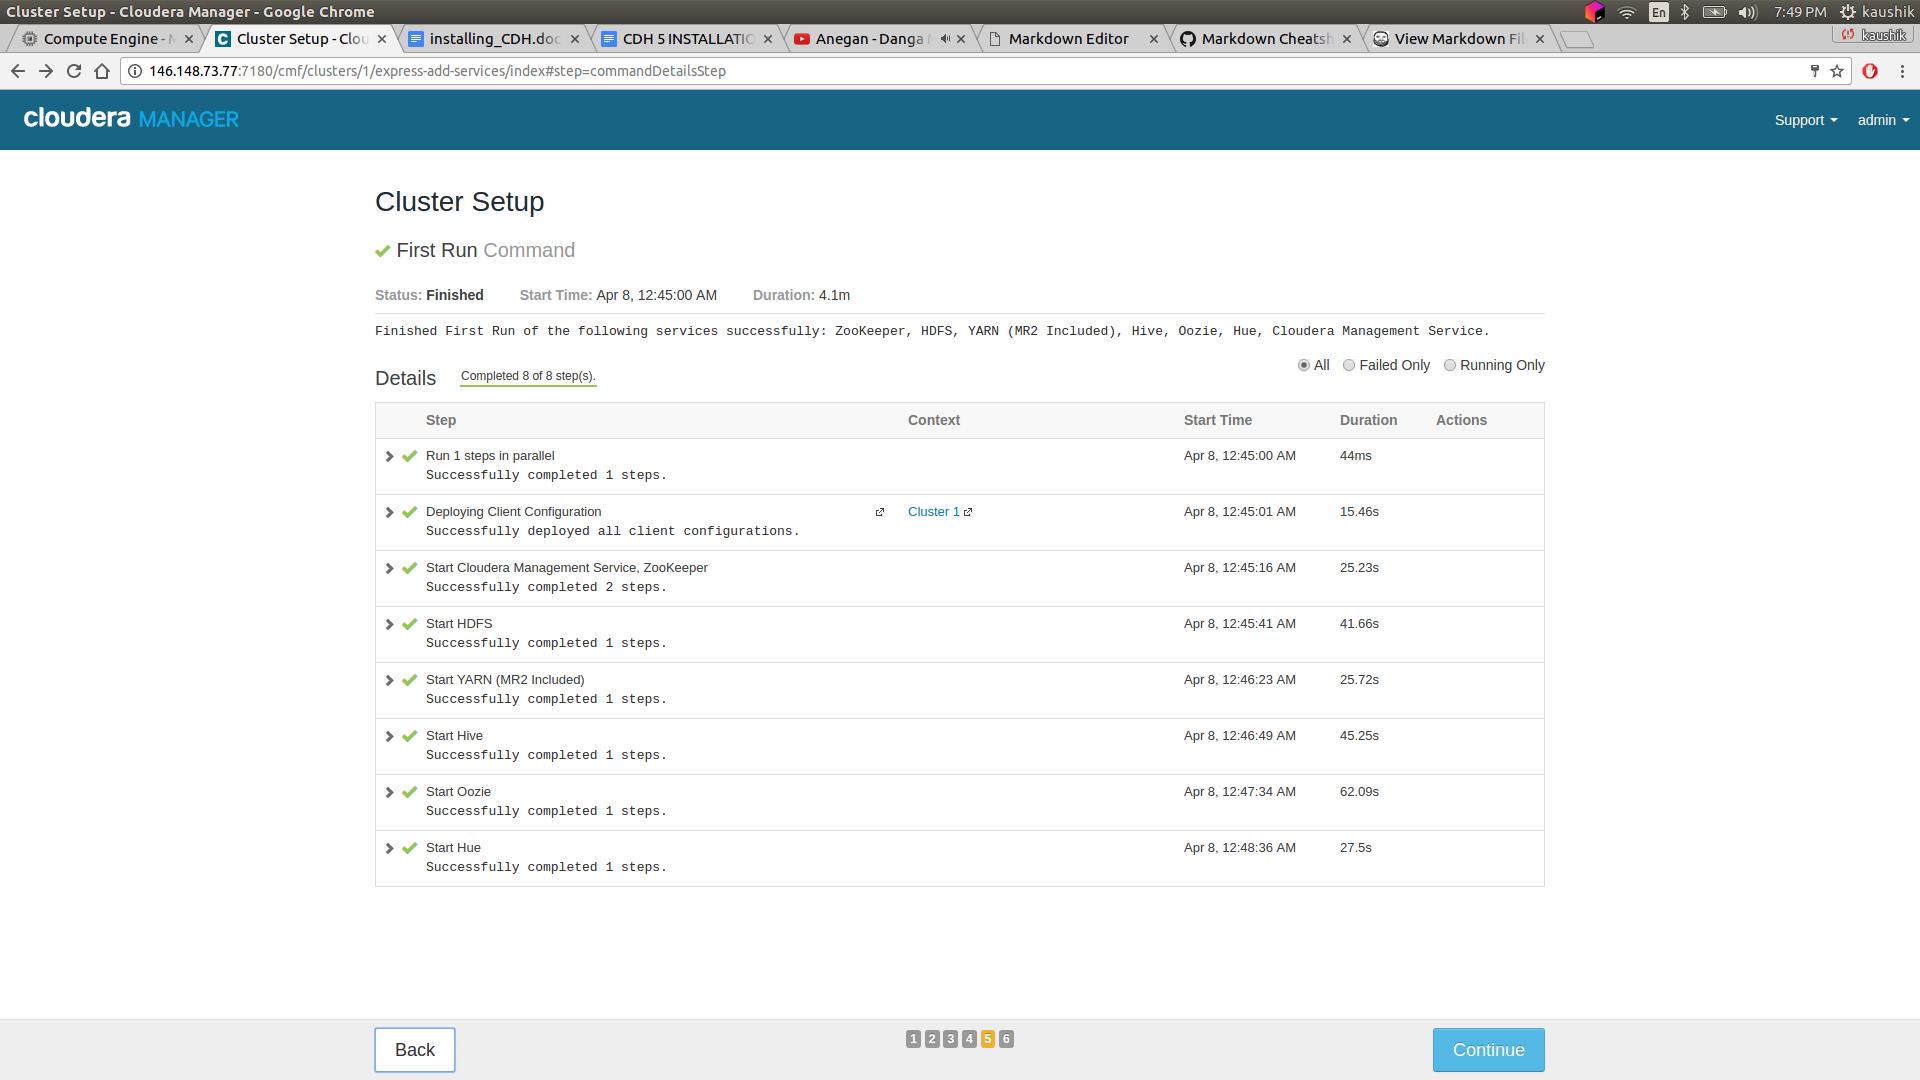 Cluster Setup - Cloudera Manager - Google Chrome
En
7:49 PM
kaushik
Compute Engine - M
Cluster Setup - Clou
installing_CDH.doc
CDH 5 INSTALLATIO
Anegan - Danga M
Markdown Editor
Markdown Cheatsh
View Markdown File
kaushik
146.148.73.77:7180/cmf/clusters/1/express-add-services/index#step=commandDetailsStep
cloudera MANAGER
Support
admin
Cluster Setup
First Run Command
Status: Finished
Start Time: Apr 8, 12:45:00 AM
Duration: 4.1m
Finished First Run of the following services successfully: ZooKeeper, HDFS, YARN (MR2 Included), Hive, Oozie, Hue, Cloudera Management Service.
Details
Completed 8 of 8 step(s).
All
Failed Only
Running Only
Step Context Start Time Duration Actions
Run 1 steps in parallel Apr 8, 12:45:00 AM 44ms
Successfully completed 1 steps.
Deploying Client Configuration Cluster 1 Apr 8, 12:45:01 AM 15.46s
Successfully deployed all client configurations.
Start Cloudera Management Service, ZooKeeper Apr 8, 12:45:16 AM 25.23s
Successfully completed 2 steps.
Start HDFS Apr 8, 12:45:41 AM 41.66s
Successfully completed 1 steps.
Start YARN (MR2 Included) Apr 8, 12:46:23 AM 25.72s
Successfully completed 1 steps.
Start Hive Apr 8, 12:46:49 AM 45.25s
Successfully completed 1 steps.
Start Oozie Apr 8, 12:47:34 AM 62.09s
Successfully completed 1 steps.
Start Hue Apr 8, 12:48:36 AM 27.5s
Successfully completed 1 steps.
Back
1 2 3 4 5 6
Continue